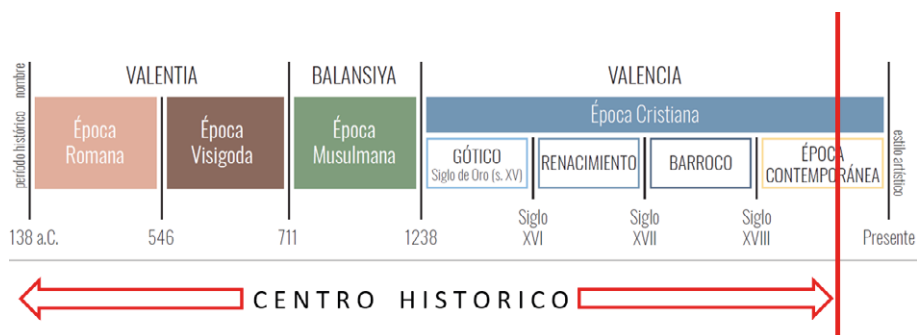 nombre
período histórico
VALENTIA
BALANSIYA
VALENCIA
Época
Romana
Época
Visigoda
Época
Musulmana
Época Cristiana
GÓTICO
Siglo de Oro (s. XV)
RENACIMIENTO
BARROCO
ÉPOCA
CONTEMPORÁNEA
estilo artístico
138 a.C.
546
711
1238
Siglo
XVI
Siglo
XVII
Siglo
XVIII
Presente
CENTRO HISTORICO